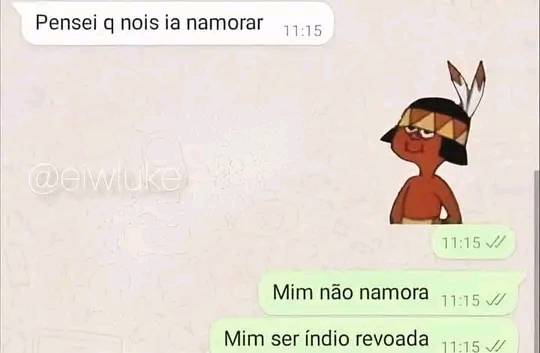 Pensei q nois ia namorar 11:15
@eiwluke
11:15
Mim não namora 11:15
Mim ser índio revoada 11:15